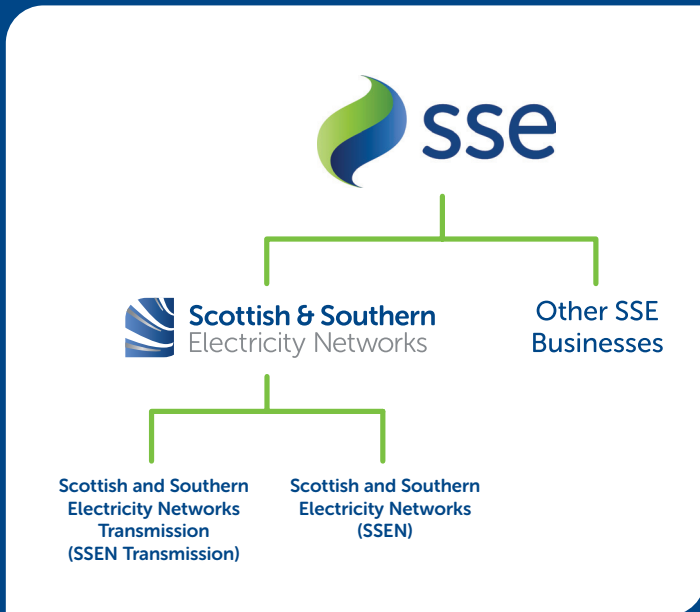 sse
Scottish & Southern
Electricity Networks
Other SSE
Businesses
Scottish and Southern
Electricity Networks
Transmission
(SSEN Transmission)
Scottish and Southern
Electricity Networks
(SSEN)